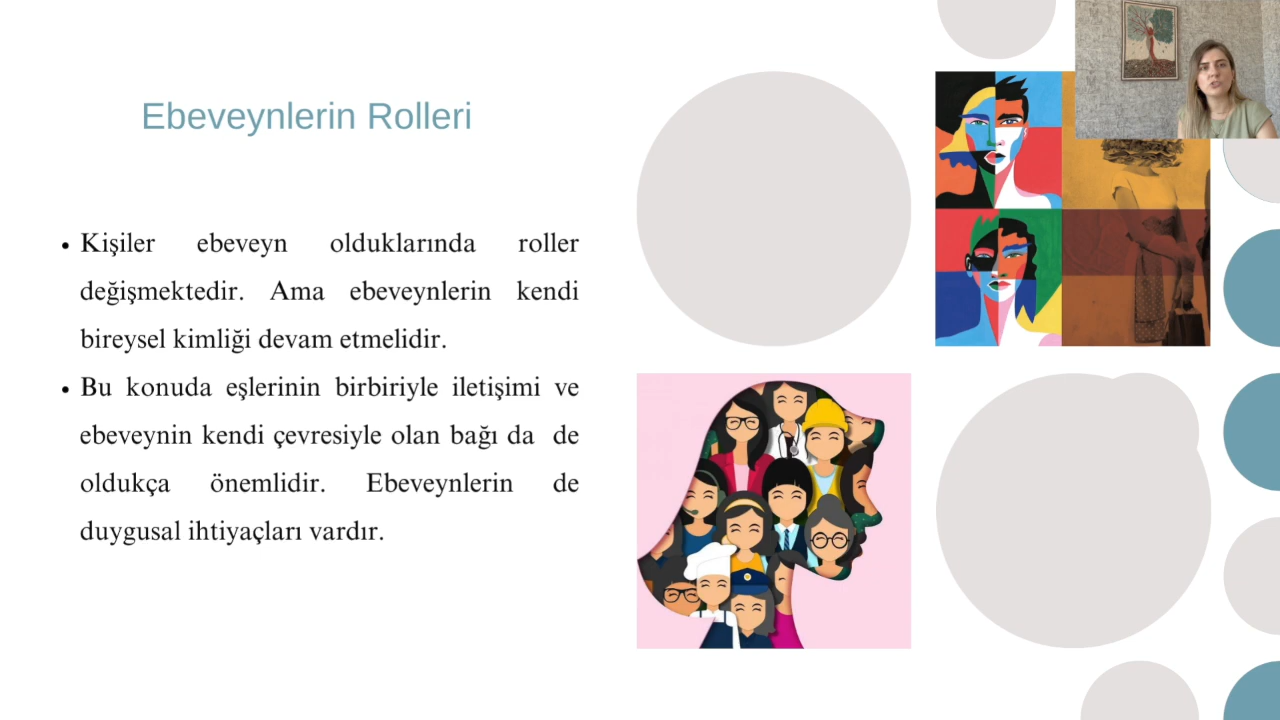 Ebeveynlerin Rolleri
Kişiler ebeveyn olduklarında roller
değişmektedir. Ama ebeveynlerin kendi
bireysel kimliği devam etmelidir.
Bu konuda eşlerinin birbiriyle iletişimi ve
ebeveynin kendi çevresiyle olan bağı da de
oldukça önemlidir. Ebeveynlerin de
duygusal ihtiyaçları vardır.